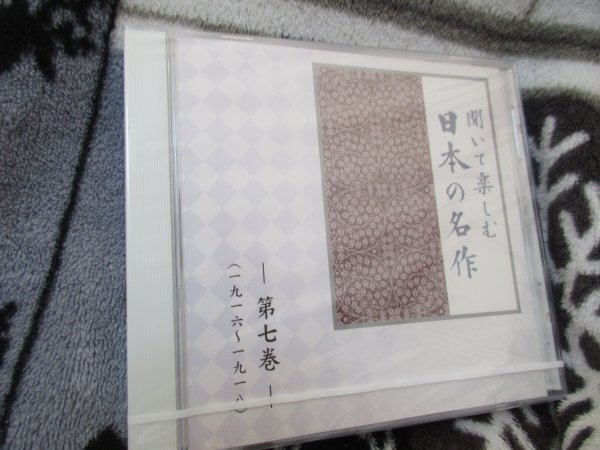 聞いて楽しむ
日本の名作
― 第七巻 ―
(一九一六〜一九一八)